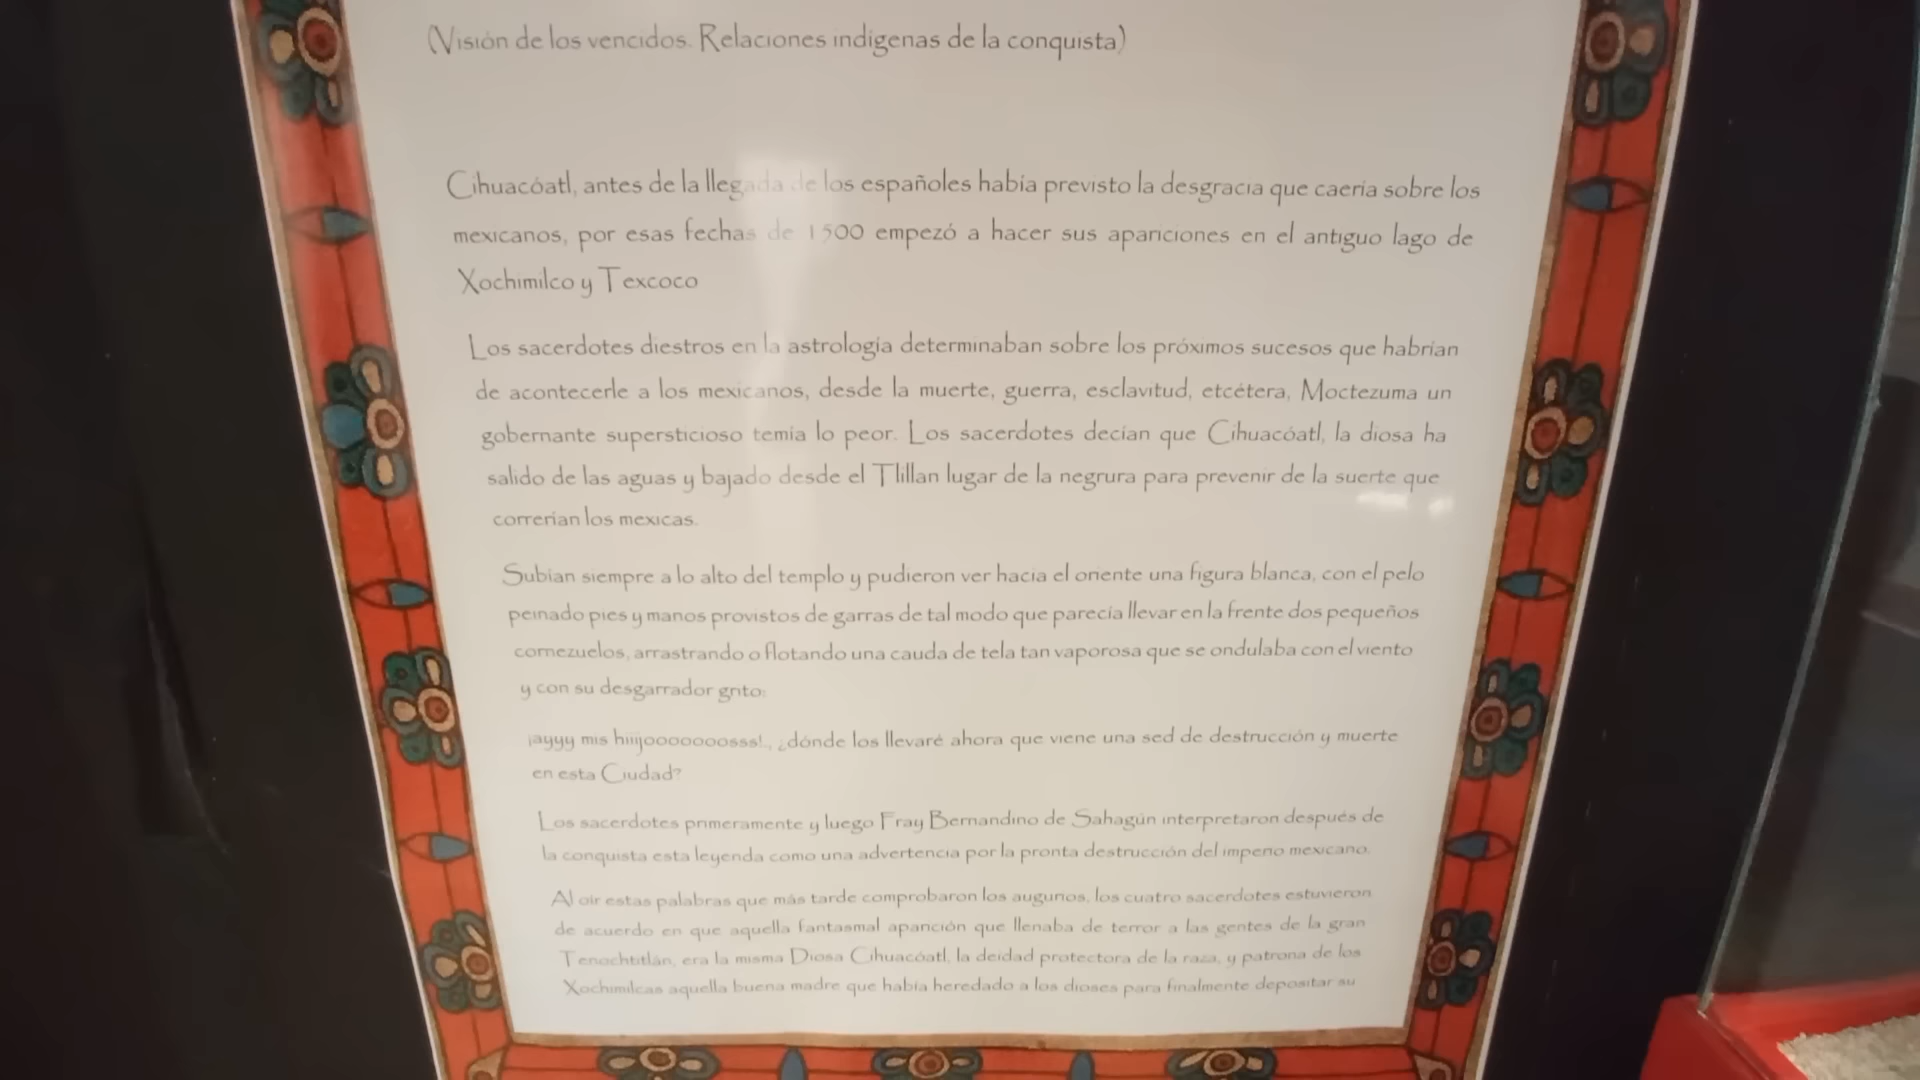 (Visión de los vencidos. Relaciones indigenas de la conquista)
Cihuacóatl, antes de la llegada de los españoles había previsto la desgracia que caería sobre los
mexicanos, por esas fechas de 1500 empezó a hacer sus apariciones en el antiguo lago de
Xochimilco y Texcoco
Los sacerdotes diestros en la astrología determinaban sobre los próximos sucesos que habrían
de acontecerle a los mexicanos, desde la muerte, guerra, esclavitud, etcétera, Moctezuma un
gobernante supersticioso temía lo peor. Los sacerdotes decían que Cihuacóatl, la diosa ha
salido de las aguas y bajado desde el Tlillan lugar de la negrura para prevenir de la suerte que
correrían los mexicas.
Subían siempre a lo alto del templo y pudieron ver hacia el oriente una figura blanca, con el pelo
peinado pies y manos provistos de garras de tal modo que parecía llevar en la frente dos pequeños
cornezuelos, arrastrando o flotando una cauda de tela tan vaporosa que se ondulaba con el viento
y con su desgarrador grito:
¡ayyy mis hiiijooooooosss!., ¿dónde los llevaré ahora que viene una sed de destrucción y muerte
en esta Ciudad?
Los sacerdotes primeramente y luego Fray Bernandino de Sahagún interpretaron después de
la conquista esta leyenda como una advertencia por la pronta destrucción del imperio mexicano.
Al oir estas palabras que más tarde comprobaron los augurios, los cuatro sacerdotes estuvieron
de acuerdo en que aquella fantasmal aparición que llenaba de terror a las gentes de la gran
Tenochtitlán, era la misma Diosa Cihuacóatl, la deidad protectora de la raza, y patrona de los
Xochimilcas aquella buena madre que había heredado a los dioses para finalmente depositar su